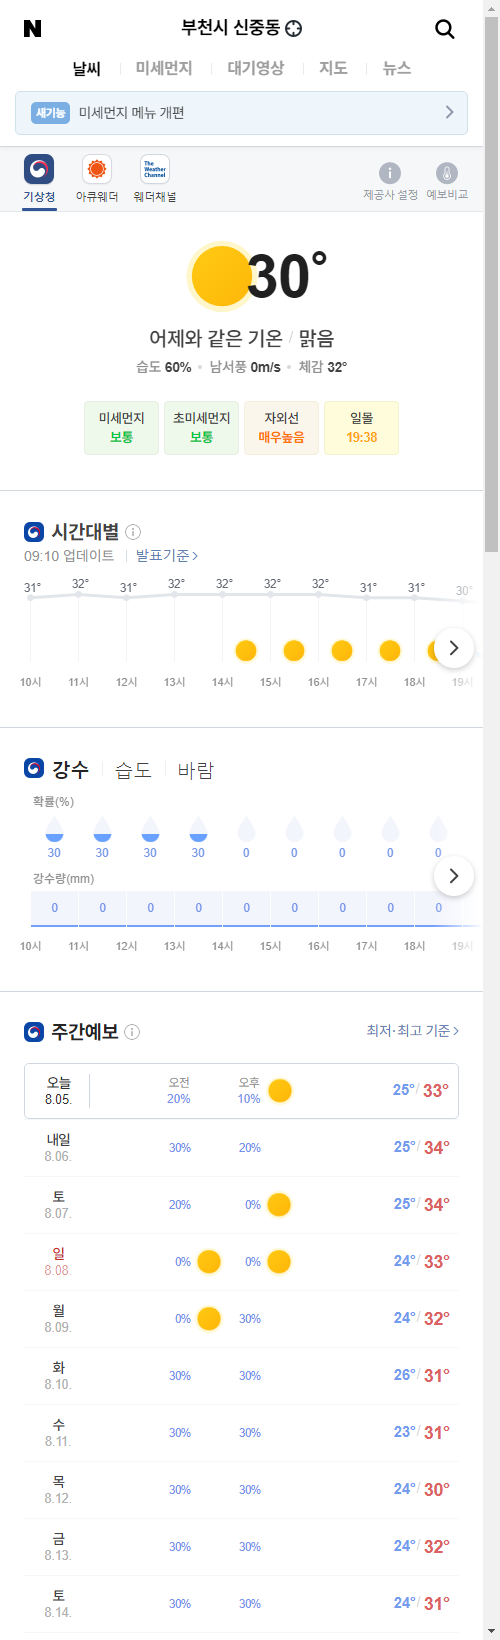 N 부천시 신중동
날씨 미세먼지 대기영상 지도 뉴스
새기능 미세먼지 메뉴 개편
The Weather Channel
기상청 아큐웨더 웨더채널 제공사 설정 예보비교
30°
어제와 같은 기온 / 맑음
습도 60% 남서풍 0m/s 체감 32°
미세먼지 초미세먼지 자외선 일몰
보통 보통 매우높음 19:38
시간대별
09:10 업데이트 발표기준
31° 32° 31° 32° 32° 32° 32° 31° 31° 30°
10시 11시 12시 13시 14시 15시 16시 17시 18시 19시
강수 습도 바람
확률(%)
30 30 30 30 0 0 0 0 0
강수량(mm)
0 0 0 0 0 0 0 0 0
10시 11시 12시 13시 14시 15시 16시 17시 18시 19시
주간예보 최저·최고 기준
오늘 8.05. 오전 20% 오후 10% 25° / 33°
내일 8.06. 30% 20% 25° / 34°
토 8.07. 20% 0% 25° / 34°
일 8.08. 0% 0% 24° / 33°
월 8.09. 0% 30% 24° / 32°
화 8.10. 30% 30% 26° / 31°
수 8.11. 30% 30% 23° / 31°
목 8.12. 30% 30% 24° / 30°
금 8.13. 30% 30% 24° / 32°
토 8.14. 30% 30% 24° / 31°